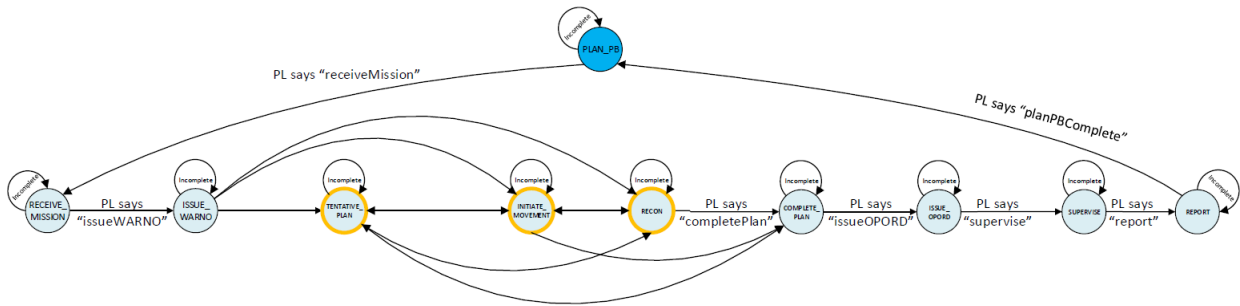 Incomplete
PLAN_PB
PL says “receiveMission”
PL says “planPBComplete”
Incomplete
Incomplete
Incomplete
Incomplete
Incomplete
Incomplete
Incomplete
Incomplete
Incomplete
RECEIVE_
MISSION
PL says
“issueWARNO”
ISSUE_
WARNO
TENTATIVE_
PLAN
INITIATE_
MOVEMENT
RECON
PL says
“completePlan”
COMPLETE_
PLAN
PL says
“issueOPORD”
ISSUE_
OPORD
PL says
“supervise”
SUPERVISE
PL says
“report”
REPORT